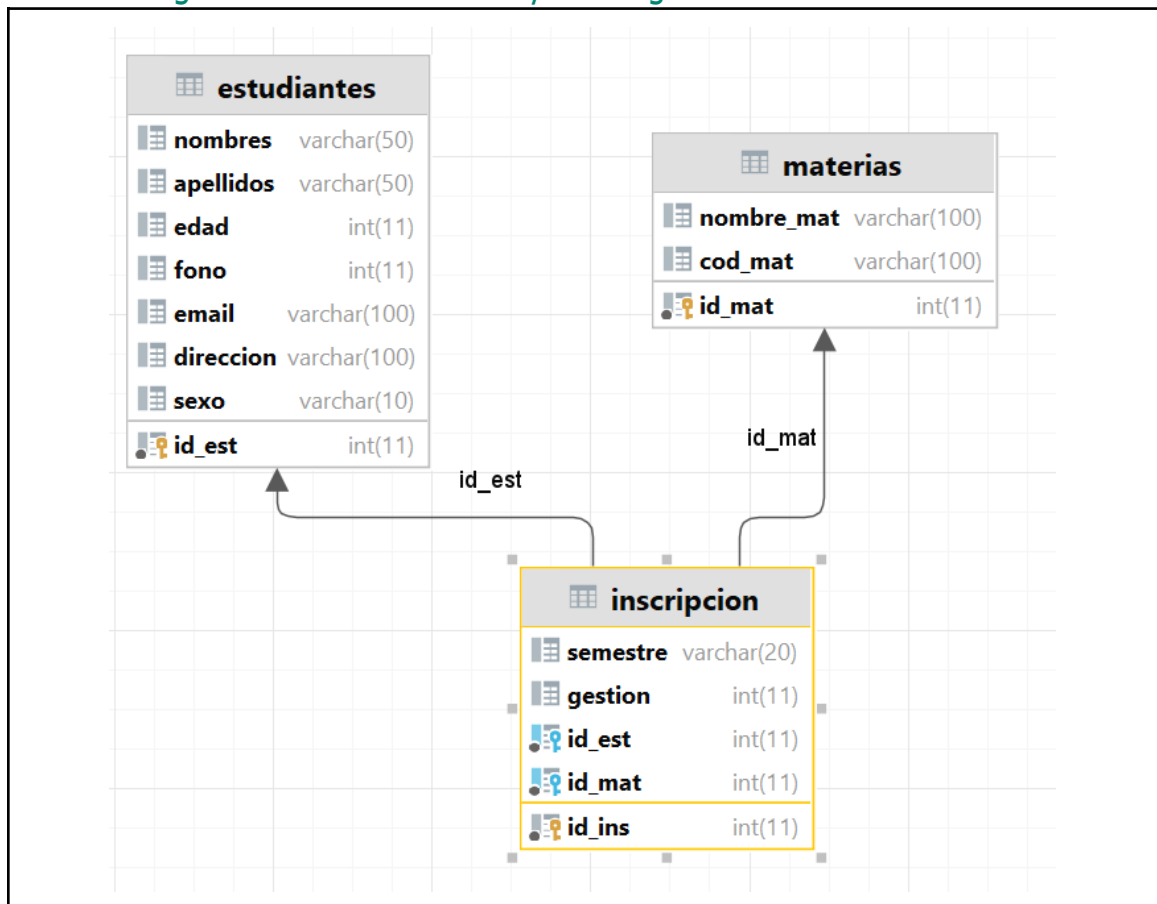 estudiantes
nombres varchar(50)
apellidos varchar(50)
edad int(11)
fono int(11)
email varchar(100)
direccion varchar(100)
sexo varchar(10)
id_est int(11)
materias
nombre_mat varchar(100)
cod_mat varchar(100)
id_mat int(11)
id_mat
id_est
inscripcion
semestre varchar(20)
gestion int(11)
id_est int(11)
id_mat int(11)
id_ins int(11)